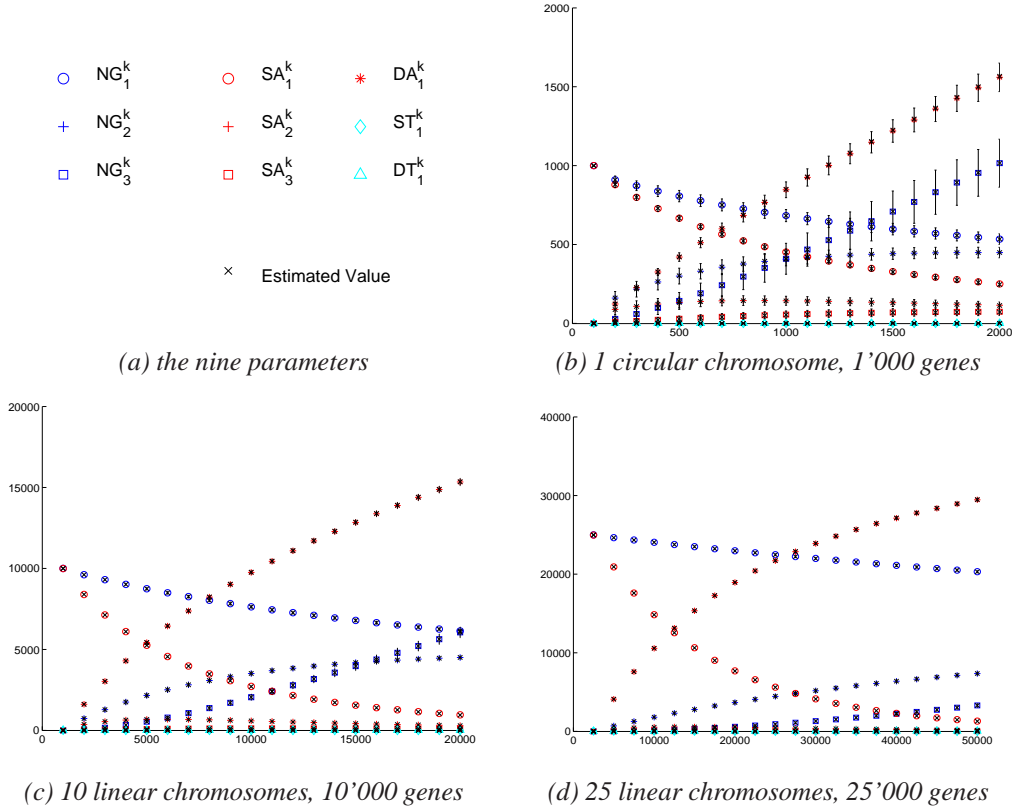 NG₁ᵏ SA₁ᵏ DA₁ᵏ
NG₂ᵏ SA₂ᵏ ST₁ᵏ
NG₃ᵏ SA₃ᵏ DT₁ᵏ
Estimated Value
(a) the nine parameters
2000
1500
1000
500
0
0 500 1000 1500 2000
(b) 1 circular chromosome, 1’000 genes
20000
15000
10000
5000
0
0 5000 10000 15000 20000
(c) 10 linear chromosomes, 10’000 genes
40000
30000
20000
10000
0
0 10000 20000 30000 40000 50000
(d) 25 linear chromosomes, 25’000 genes